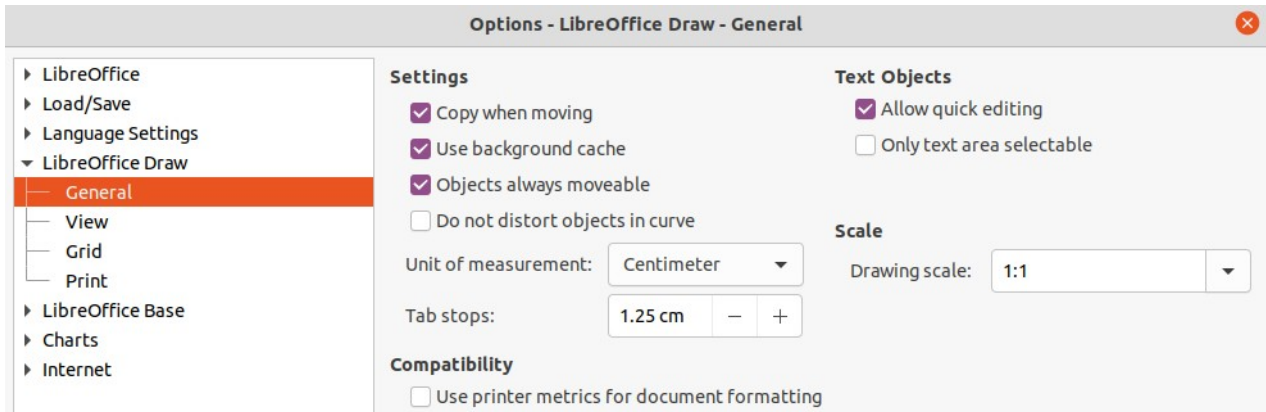 Options - LibreOffice Draw - General
LibreOffice
Load/Save
Language Settings
LibreOffice Draw
General
View
Grid
Print
LibreOffice Base
Charts
Internet
Settings
Copy when moving
Use background cache
Objects always moveable
Do not distort objects in curve
Unit of measurement: Centimeter
Tab stops: 1.25 cm − +
Compatibility
Use printer metrics for document formatting
Text Objects
Allow quick editing
Only text area selectable
Scale
Drawing scale: 1:1